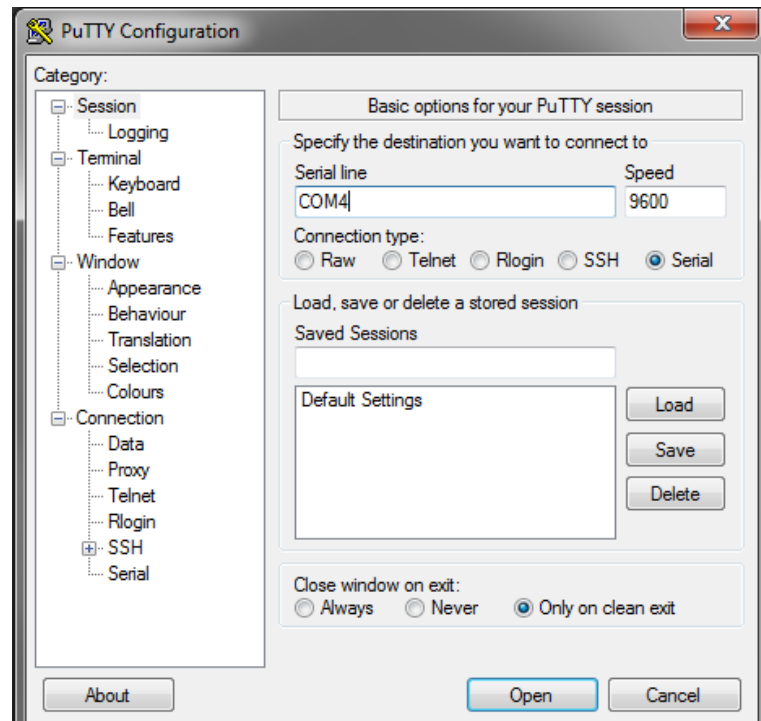 PuTTY Configuration
Category:
Session
Logging
Terminal
Keyboard
Bell
Features
Window
Appearance
Behaviour
Translation
Selection
Colours
Connection
Data
Proxy
Telnet
Rlogin
SSH
Serial
Basic options for your PuTTY session
Specify the destination you want to connect to
Serial line Speed
COM4 9600
Connection type:
Raw Telnet Rlogin SSH Serial
Load, save or delete a stored session
Saved Sessions
Default Settings
Load
Save
Delete
Close window on exit:
Always Never Only on clean exit
About Open Cancel